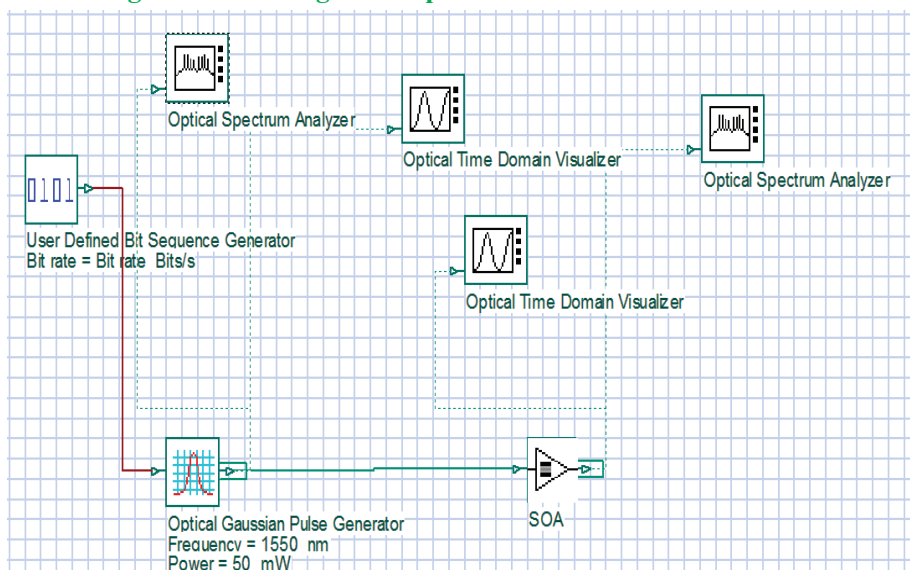 Optical Spectrum Analyzer
Optical Time Domain Visualizer
Optical Spectrum Analyzer
0101
User Defined Bit Sequence Generator
Bit rate = Bit rate Bits/s
Optical Time Domain Visualizer
Optical Gaussian Pulse Generator
Frequency = 1550 nm
Power = 50 mW
SOA